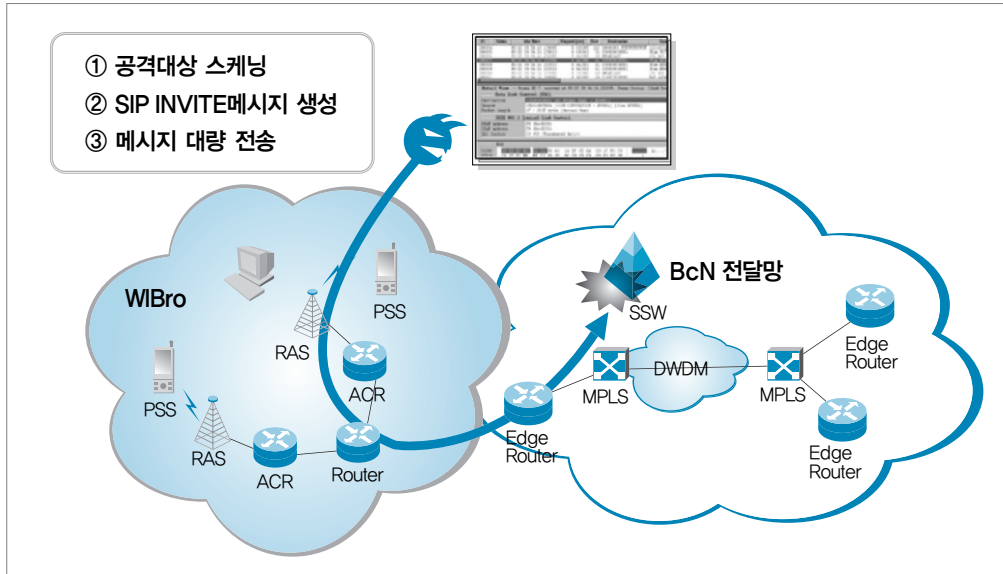 ① 공격대상 스케닝
② SIP INVITE메시지 생성
③ 메시지 대량 전송
WIBro
PSS
RAS
ACR
PSS
RAS
ACR
Router
BcN 전달망
SSW
Edge
Router
MPLS
DWDM
MPLS
Edge
Router
Edge
Router